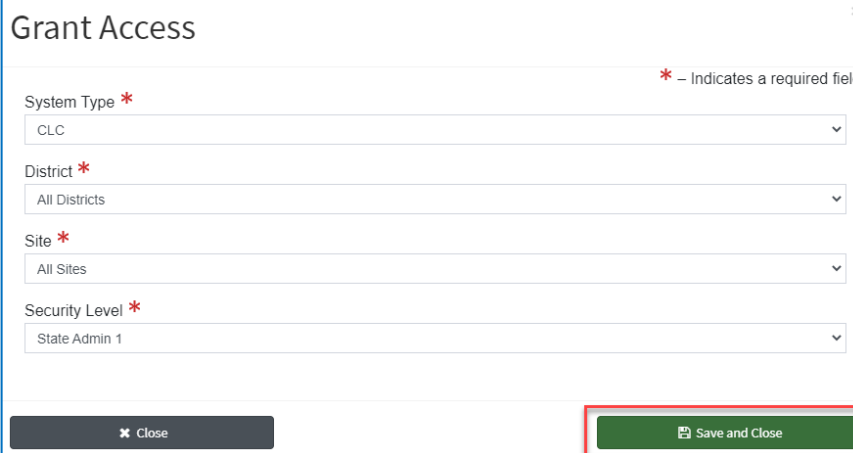 Grant Access
* – Indicates a required fiel
System Type *
CLC
District *
All Districts
Site *
All Sites
Security Level *
State Admin 1
✖ Close
Save and Close